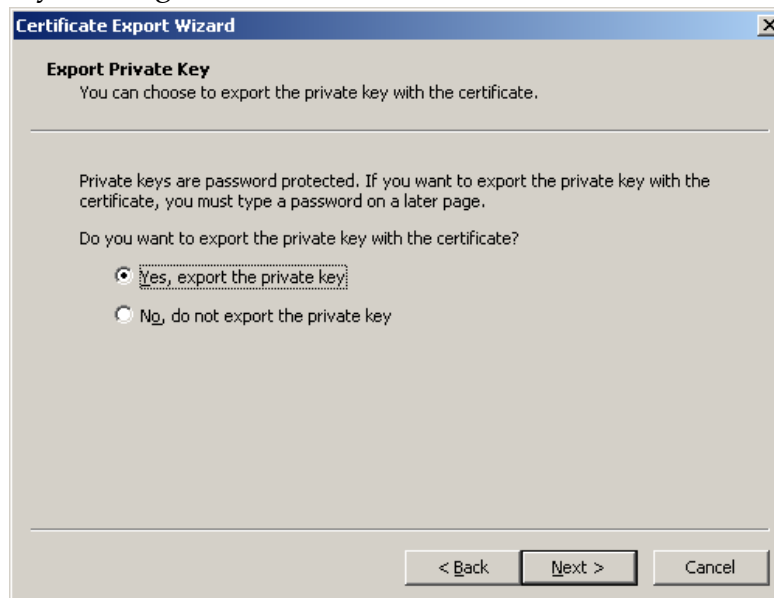 Certificate Export Wizard
Export Private Key
You can choose to export the private key with the certificate.
Private keys are password protected. If you want to export the private key with the
certificate, you must type a password on a later page.
Do you want to export the private key with the certificate?
Yes, export the private key
No, do not export the private key
< Back Next > Cancel